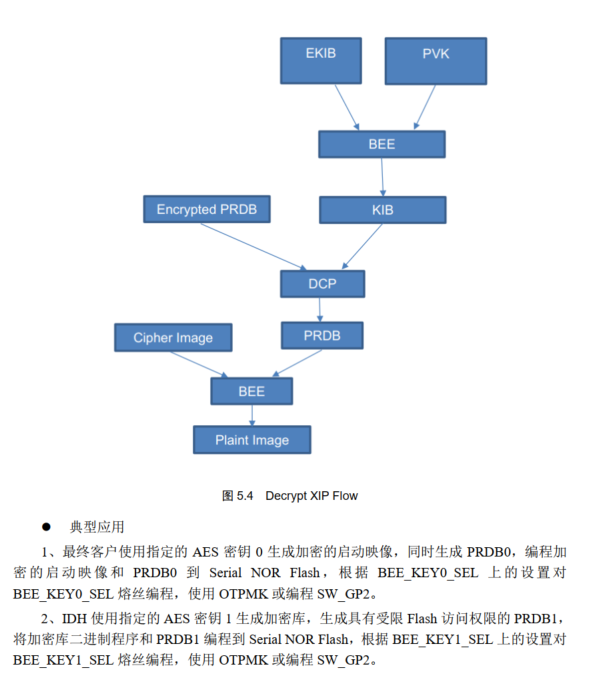 EKIB PVK
BEE
Encrypted PRDB KIB
DCP
Cipher Image PRDB
BEE
Plaint Image
图 5.4 Decrypt XIP Flow
● 典型应用
1、最终客户使用指定的 AES 密钥 0 生成加密的启动映像，同时生成 PRDB0，编程加
密的启动映像和 PRDB0 到 Serial NOR Flash，根据 BEE_KEY0_SEL 上的设置对
BEE_KEY0_SEL 熔丝编程，使用 OTPMK 或编程 SW_GP2。
2、IDH 使用指定的 AES 密钥 1 生成加密库，生成具有受限 Flash 访问权限的 PRDB1，
将加密库二进制程序和 PRDB1 编程到 Serial NOR Flash，根据 BEE_KEY1_SEL 上的设置对
BEE_KEY1_SEL 熔丝编程，使用 OTPMK 或编程 SW_GP2。